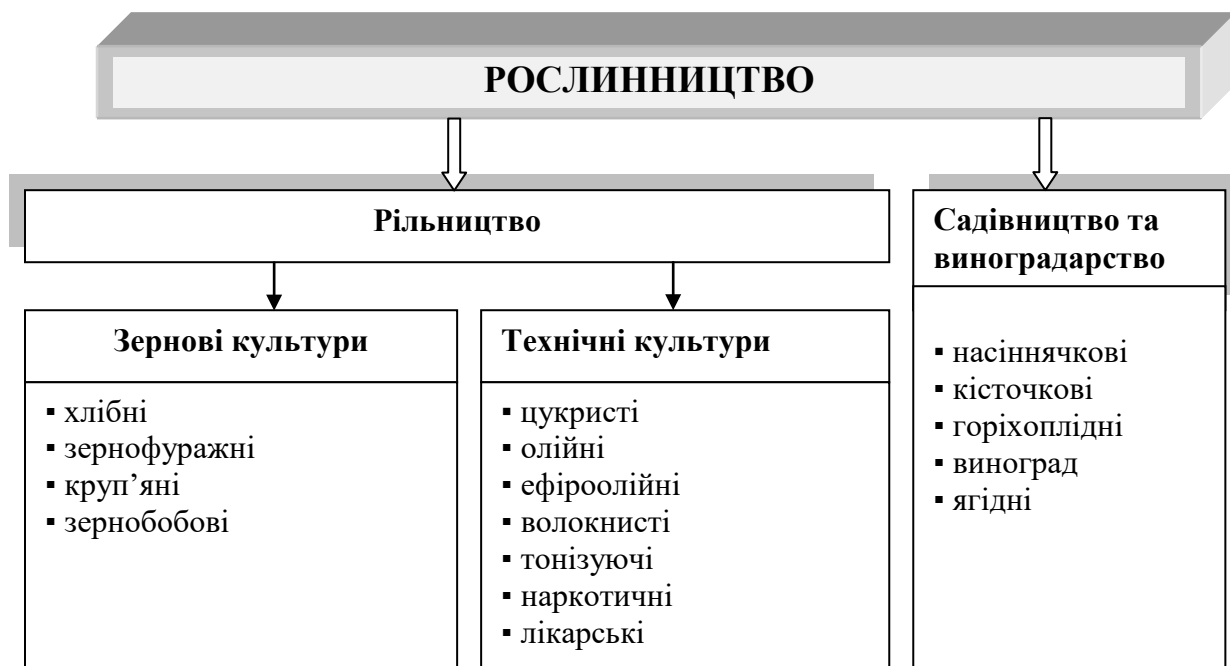 РОСЛИННИЦТВО
Рільництво
Садівництво та
виноградарство
Зернові культури
▪ хлібні
▪ зернофуражні
▪ круп’яні
▪ зернобобові
Технічні культури
▪ цукристі
▪ олійні
▪ ефіроолійні
▪ волокнисті
▪ тонізуючі
▪ наркотичні
▪ лікарські
▪ насіннячкові
▪ кісточкові
▪ горіхоплідні
▪ виноград
▪ ягідні